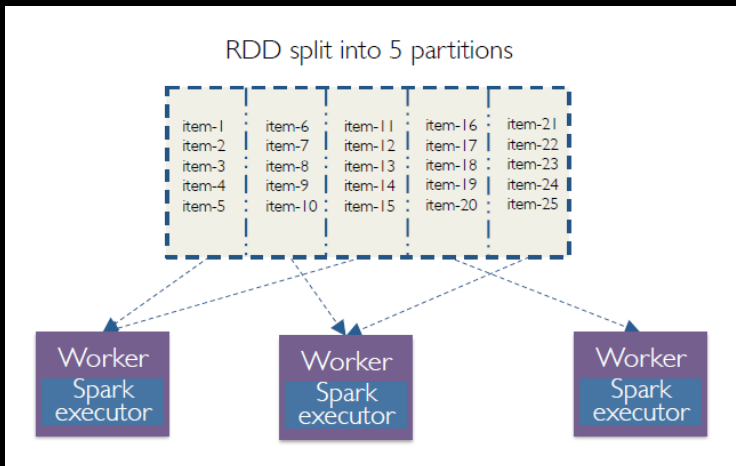 RDD split into 5 partitions
item-1
item-2
item-3
item-4
item-5
item-6
item-7
item-8
item-9
item-10
item-11
item-12
item-13
item-14
item-15
item-16
item-17
item-18
item-19
item-20
item-21
item-22
item-23
item-24
item-25
Worker
Spark
executor
Worker
Spark
executor
Worker
Spark
executor